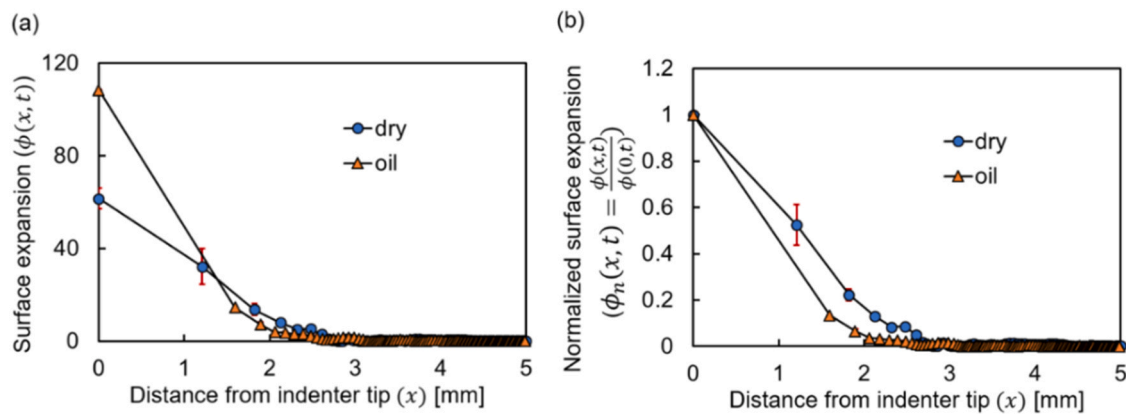 (a)
120
80
40
0
0 1 2 3 4 5
Surface expansion (ϕ(x, t))
Distance from indenter tip (x) [mm]
dry
oil
(b)
1.2
1
0.8
0.6
0.4
0.2
0
0 1 2 3 4 5
Normalized surface expansion
(ϕₙ(x, t) = ϕ(x,t)/ϕ(0,t))
Distance from indenter tip (x) [mm]
dry
oil